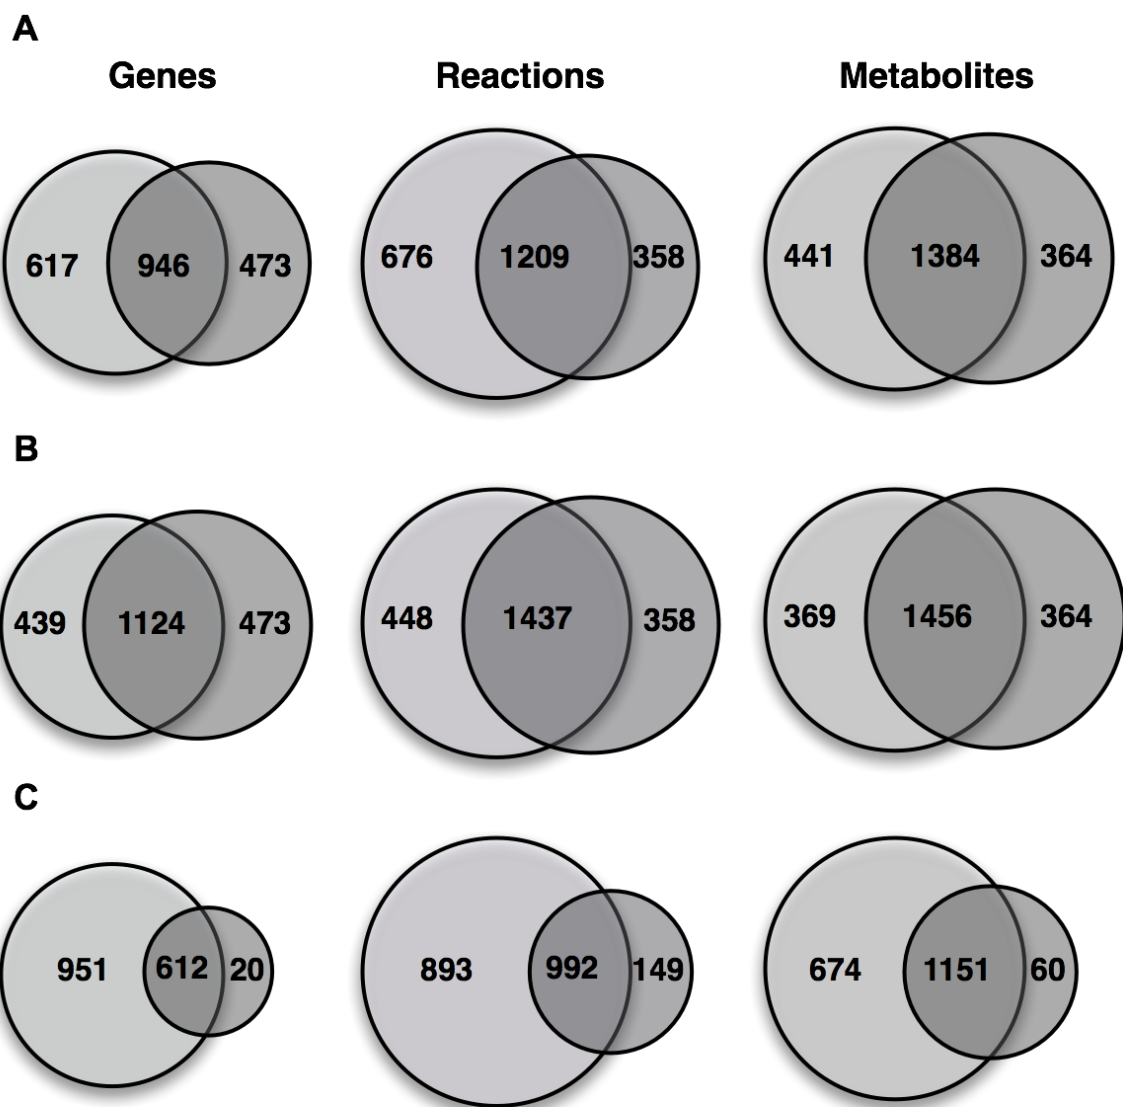 A
Genes Reactions Metabolites
617 946 473 676 1209 358 441 1384 364
B
439 1124 473 448 1437 358 369 1456 364
C
951 612 20 893 992 149 674 1151 60